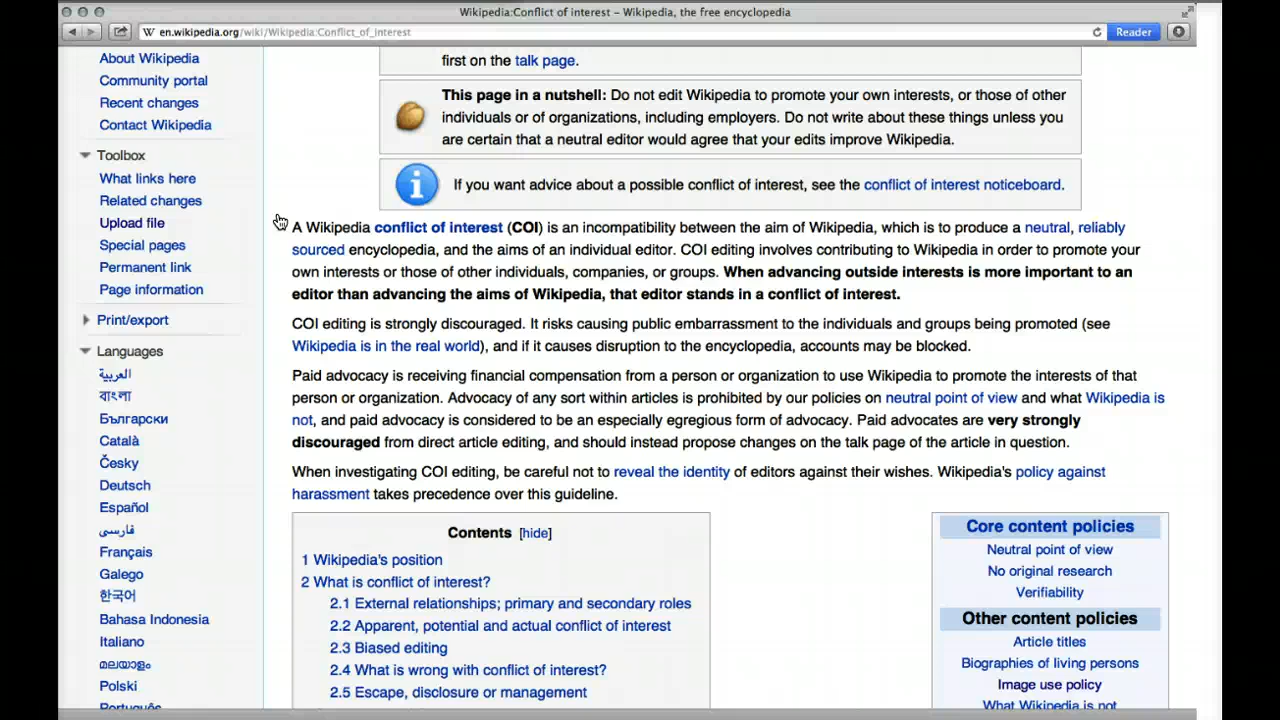 Wikipedia:Conflict of interest – Wikipedia, the free encyclopedia
W en.wikipedia.org/wiki/Wikipedia:Conflict_of_interest
Reader
About Wikipedia
Community portal
Recent changes
Contact Wikipedia
Toolbox
What links here
Related changes
Upload file
Special pages
Permanent link
Page information
Print/export
Languages
العربية
বাংলা
Български
Català
Česky
Deutsch
Español
فارسی
Français
Galego
한국어
Bahasa Indonesia
Italiano
മലയാളം
Polski
Português
first on the talk page.
This page in a nutshell: Do not edit Wikipedia to promote your own interests, or those of other
individuals or of organizations, including employers. Do not write about these things unless you
are certain that a neutral editor would agree that your edits improve Wikipedia.
If you want advice about a possible conflict of interest, see the conflict of interest noticeboard.
A Wikipedia conflict of interest (COI) is an incompatibility between the aim of Wikipedia, which is to produce a neutral, reliably
sourced encyclopedia, and the aims of an individual editor. COI editing involves contributing to Wikipedia in order to promote your
own interests or those of other individuals, companies, or groups. When advancing outside interests is more important to an
editor than advancing the aims of Wikipedia, that editor stands in a conflict of interest.
COI editing is strongly discouraged. It risks causing public embarrassment to the individuals and groups being promoted (see
Wikipedia is in the real world), and if it causes disruption to the encyclopedia, accounts may be blocked.
Paid advocacy is receiving financial compensation from a person or organization to use Wikipedia to promote the interests of that
person or organization. Advocacy of any sort within articles is prohibited by our policies on neutral point of view and what Wikipedia is
not, and paid advocacy is considered to be an especially egregious form of advocacy. Paid advocates are very strongly
discouraged from direct article editing, and should instead propose changes on the talk page of the article in question.
When investigating COI editing, be careful not to reveal the identity of editors against their wishes. Wikipedia's policy against
harassment takes precedence over this guideline.
Contents [hide]
1 Wikipedia's position
2 What is conflict of interest?
2.1 External relationships; primary and secondary roles
2.2 Apparent, potential and actual conflict of interest
2.3 Biased editing
2.4 What is wrong with conflict of interest?
2.5 Escape, disclosure or management
Core content policies
Neutral point of view
No original research
Verifiability
Other content policies
Article titles
Biographies of living persons
Image use policy
What Wikipedia is not